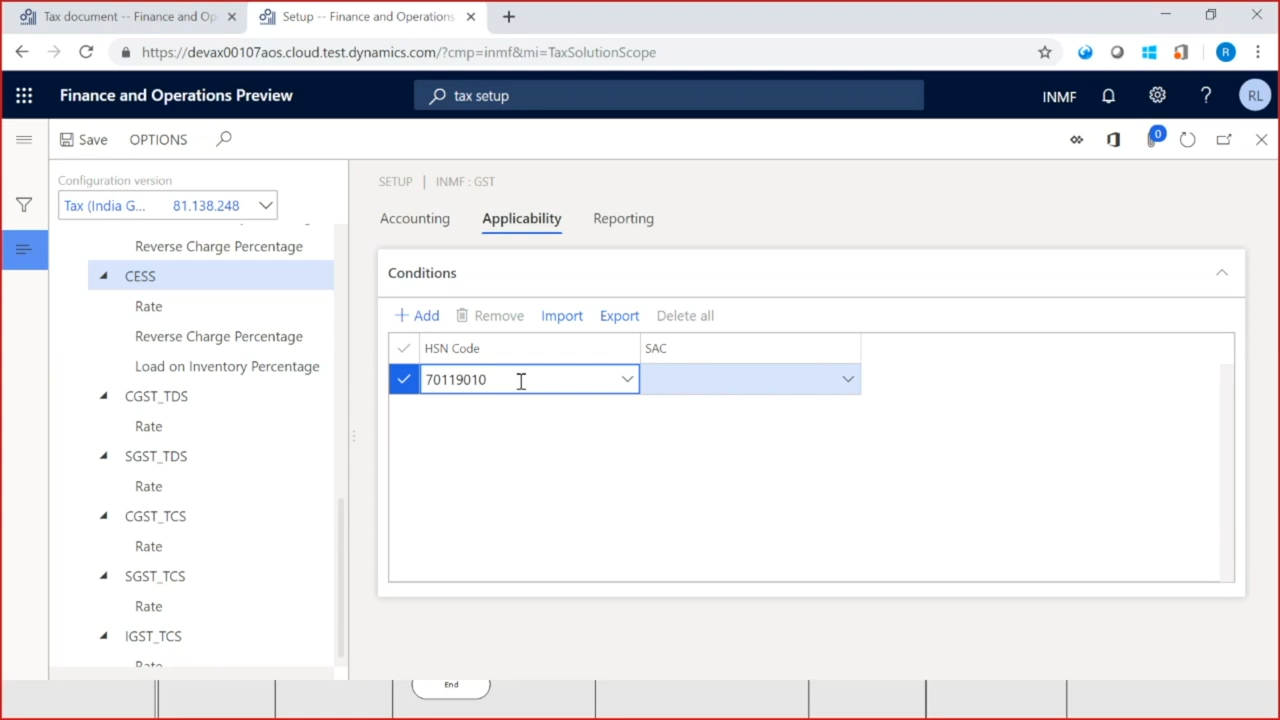 Tax document -- Finance and Op
Setup -- Finance and Operations
https://devax00107aos.cloud.test.dynamics.com/?cmp=inmf&mi=TaxSolutionScope
R
Finance and Operations Preview
tax setup
INMF
?
RL
Save
OPTIONS
0
Configuration version
Tax (India G... 81.138.248
Reverse Charge Percentage
CESS
Rate
Reverse Charge Percentage
Load on Inventory Percentage
CGST_TDS
Rate
SGST_TDS
Rate
CGST_TCS
Rate
SGST_TCS
Rate
IGST_TCS
Rate
SETUP | INMF : GST
Accounting
Applicability
Reporting
Conditions
+ Add
Remove
Import
Export
Delete all
HSN Code
SAC
70119010
End